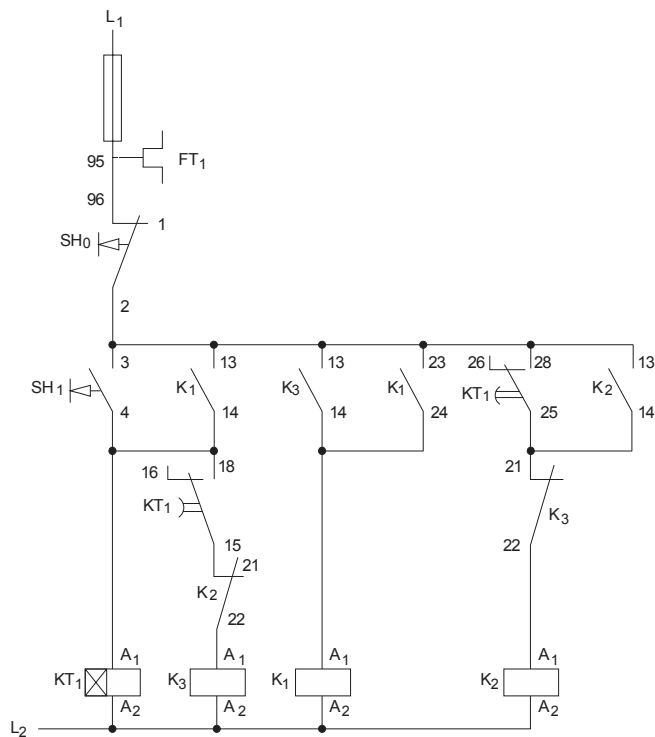 L1
95
FT1
96
1
SH0
2
3 13 13 23 26 28 13
SH1 K1 K3 K1 KT1 K2
4 14 14 24 25 14
16 18 21
KT1 K3
15 22
21
K2
22
A1 A1 A1 A1
KT1 K3 K1 K2
A2 A2 A2 A2
L2